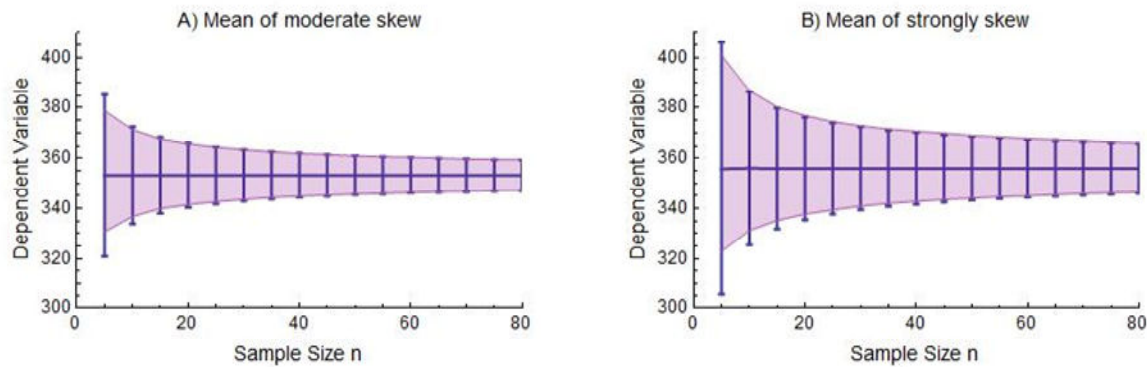 A) Mean of moderate skew
400
380
360
340
320
300
Dependent Variable
0 20 40 60 80
Sample Size n
B) Mean of strongly skew
400
380
360
340
320
300
Dependent Variable
0 20 40 60 80
Sample Size n